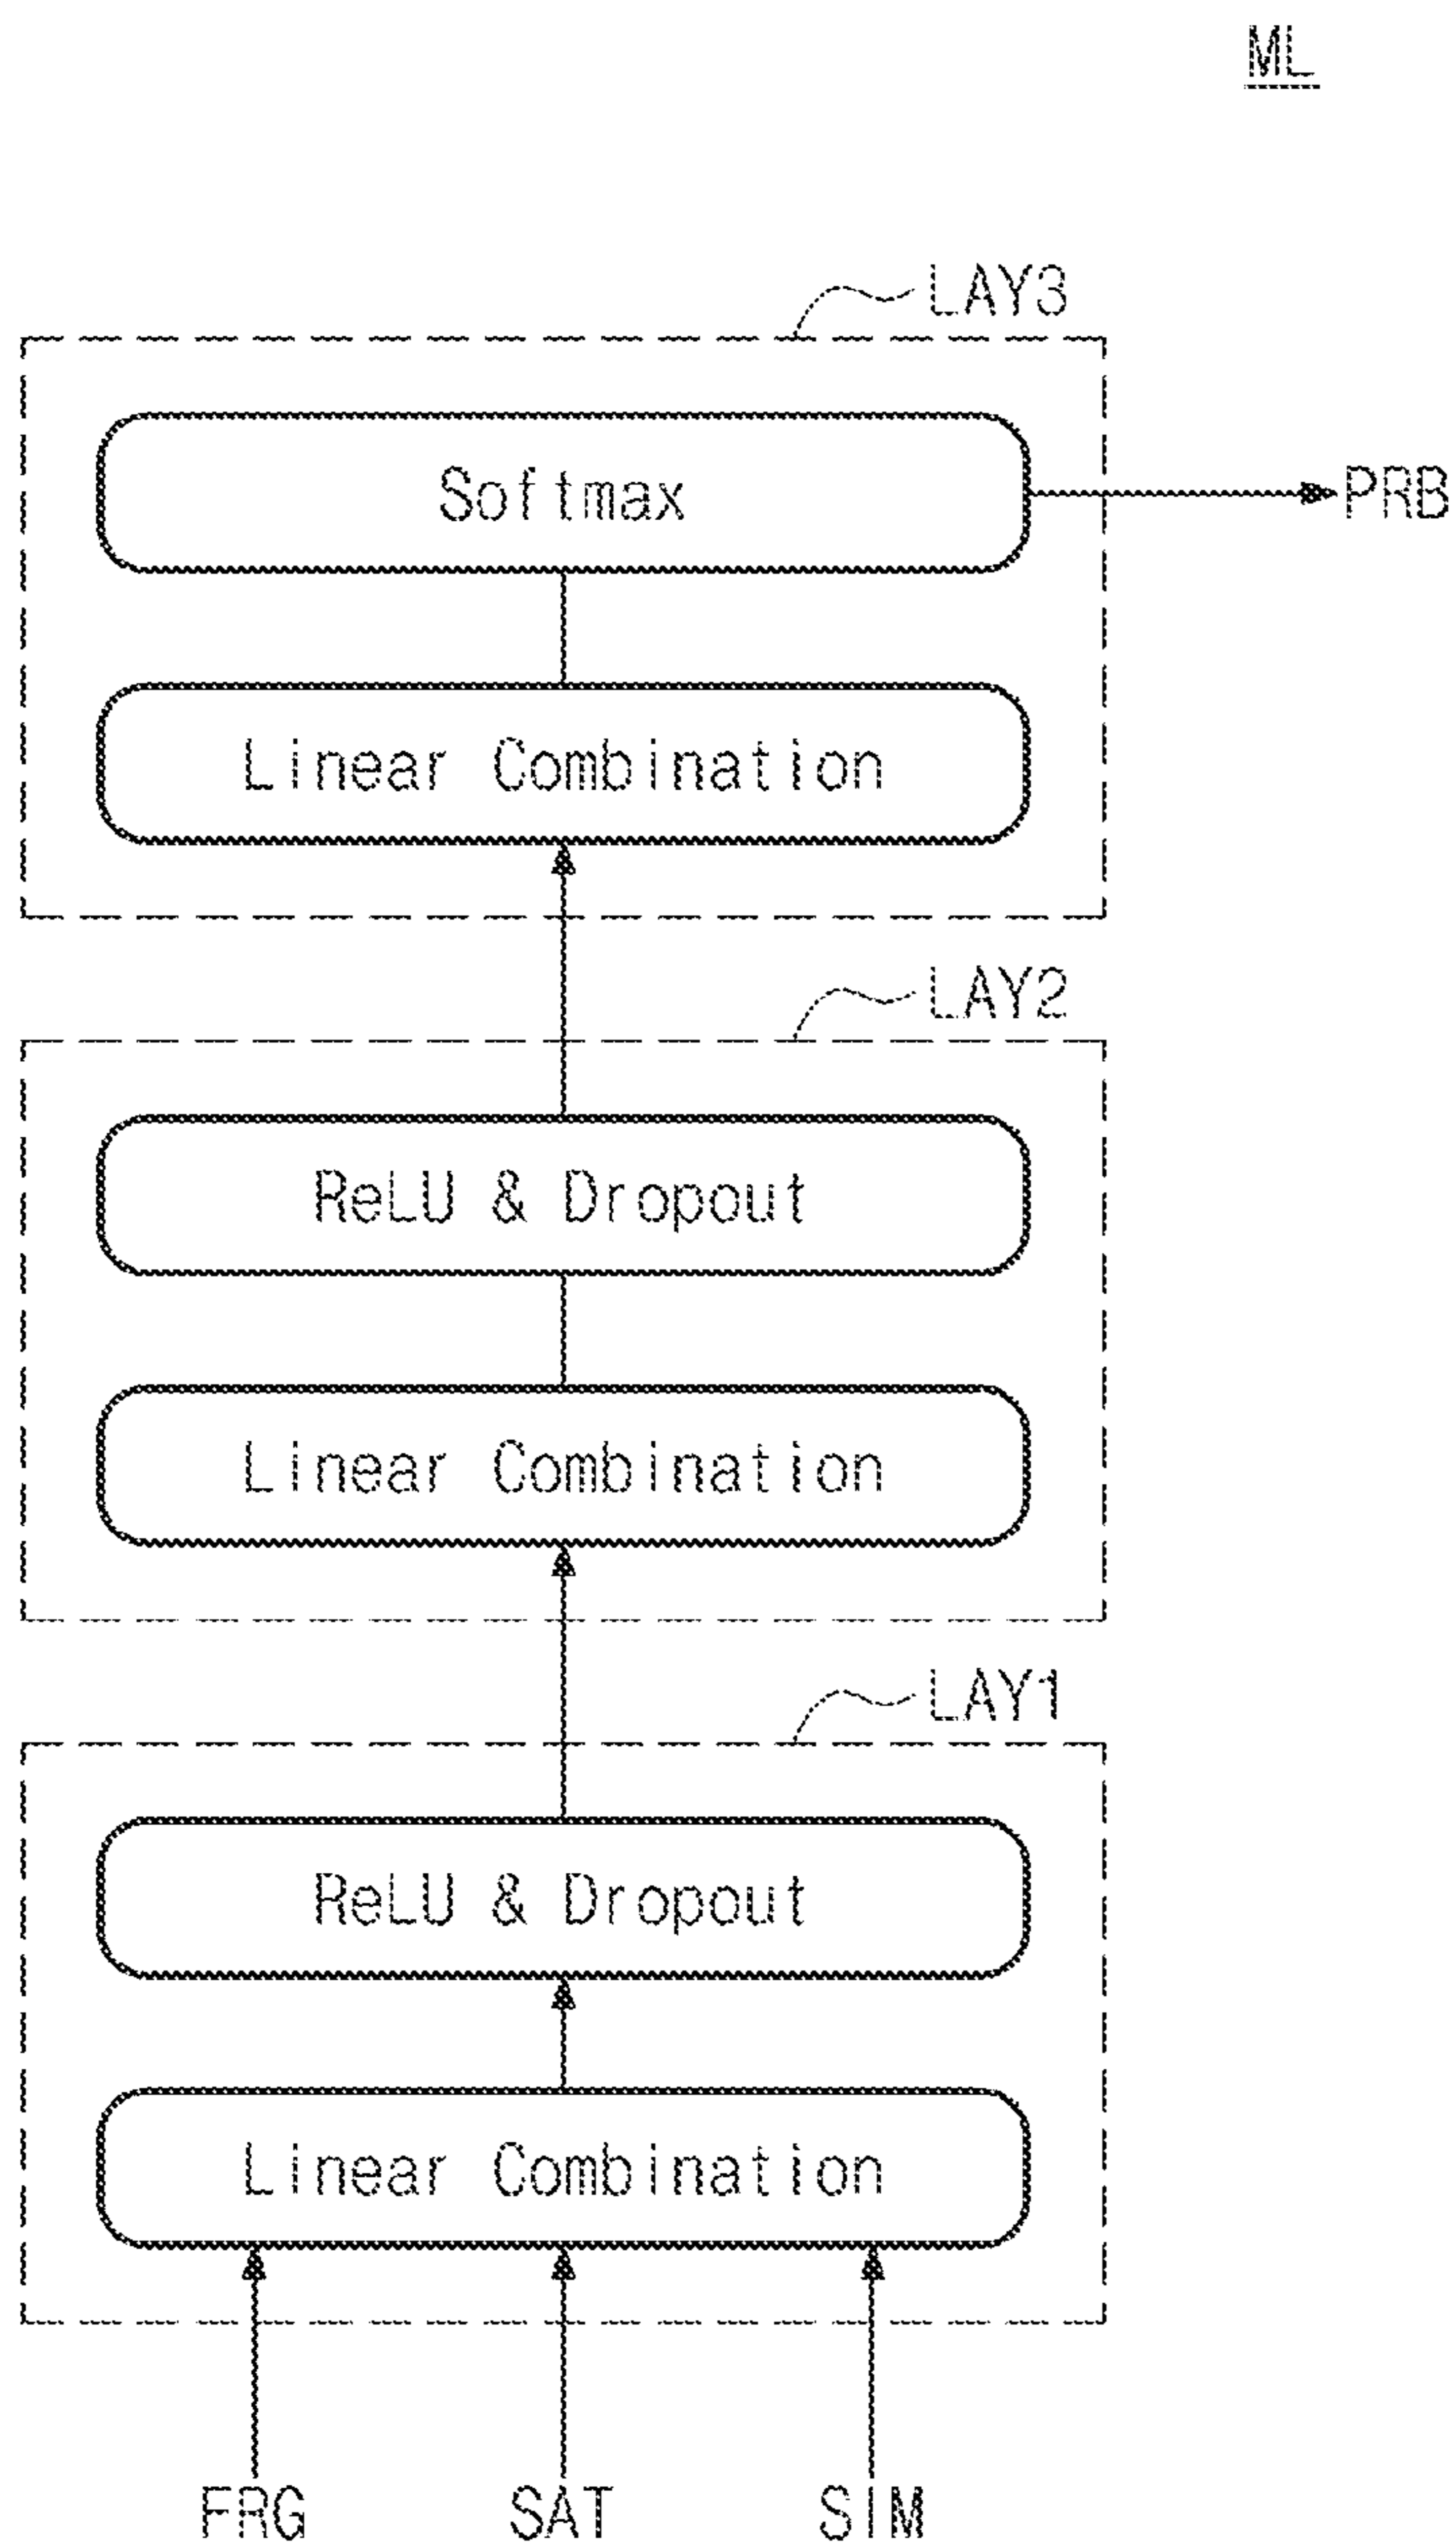 ML
LAY3
Softmax
PRB
Linear Combination
LAY2
ReLU & Dropout
Linear Combination
LAY1
ReLU & Dropout
Linear Combination
FRG SAT SIM